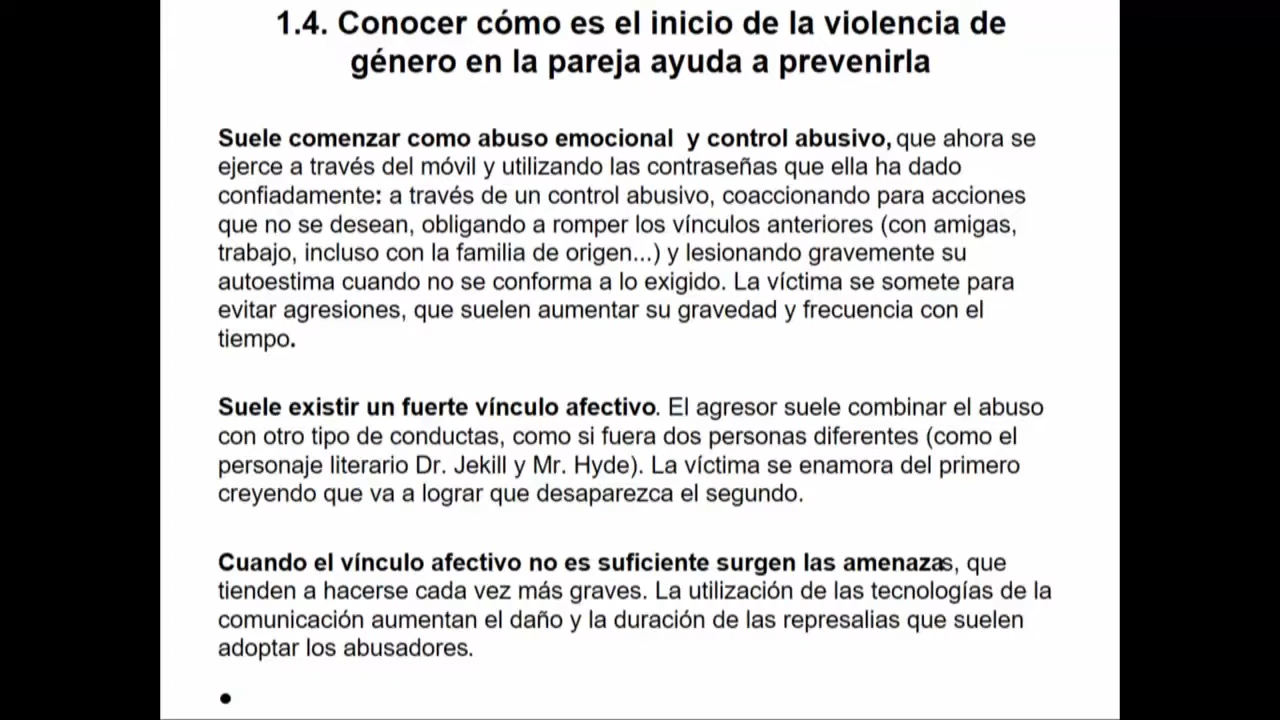 1.4. Conocer cómo es el inicio de la violencia de
género en la pareja ayuda a prevenirla
Suele comenzar como abuso emocional y control abusivo, que ahora se
ejerce a través del móvil y utilizando las contraseñas que ella ha dado
confiadamente: a través de un control abusivo, coaccionando para acciones
que no se desean, obligando a romper los vínculos anteriores (con amigas,
trabajo, incluso con la familia de origen...) y lesionando gravemente su
autoestima cuando no se conforma a lo exigido. La víctima se somete para
evitar agresiones, que suelen aumentar su gravedad y frecuencia con el
tiempo.
Suele existir un fuerte vínculo afectivo. El agresor suele combinar el abuso
con otro tipo de conductas, como si fuera dos personas diferentes (como el
personaje literario Dr. Jekill y Mr. Hyde). La víctima se enamora del primero
creyendo que va a lograr que desaparezca el segundo.
Cuando el vínculo afectivo no es suficiente surgen las amenazas, que
tienden a hacerse cada vez más graves. La utilización de las tecnologías de la
comunicación aumentan el daño y la duración de las represalias que suelen
adoptar los abusadores.
•